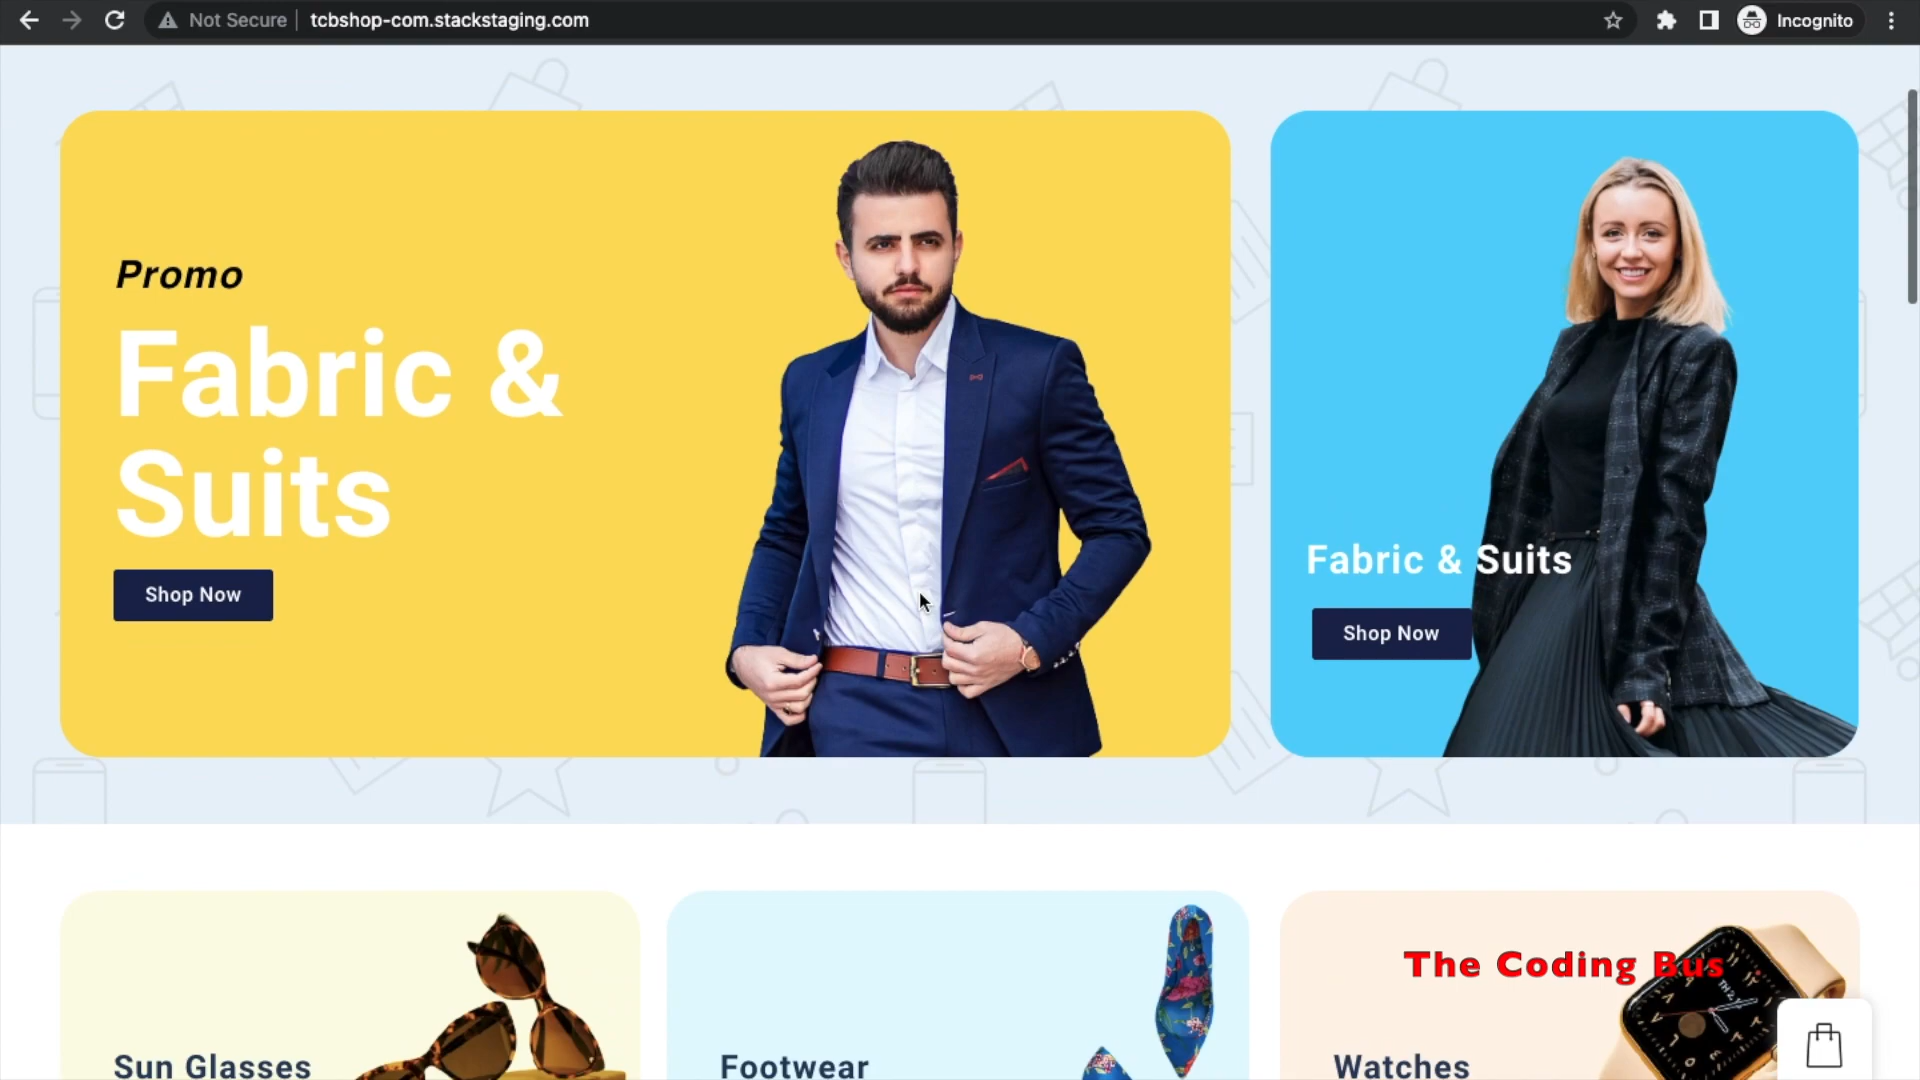 Not Secure
tcbshop-com.stackstaging.com
Incognito
Promo
Fabric &
Suits
Shop Now
Fabric & Suits
Shop Now
The Coding Bus
Sun Glasses
Footwear
Watches